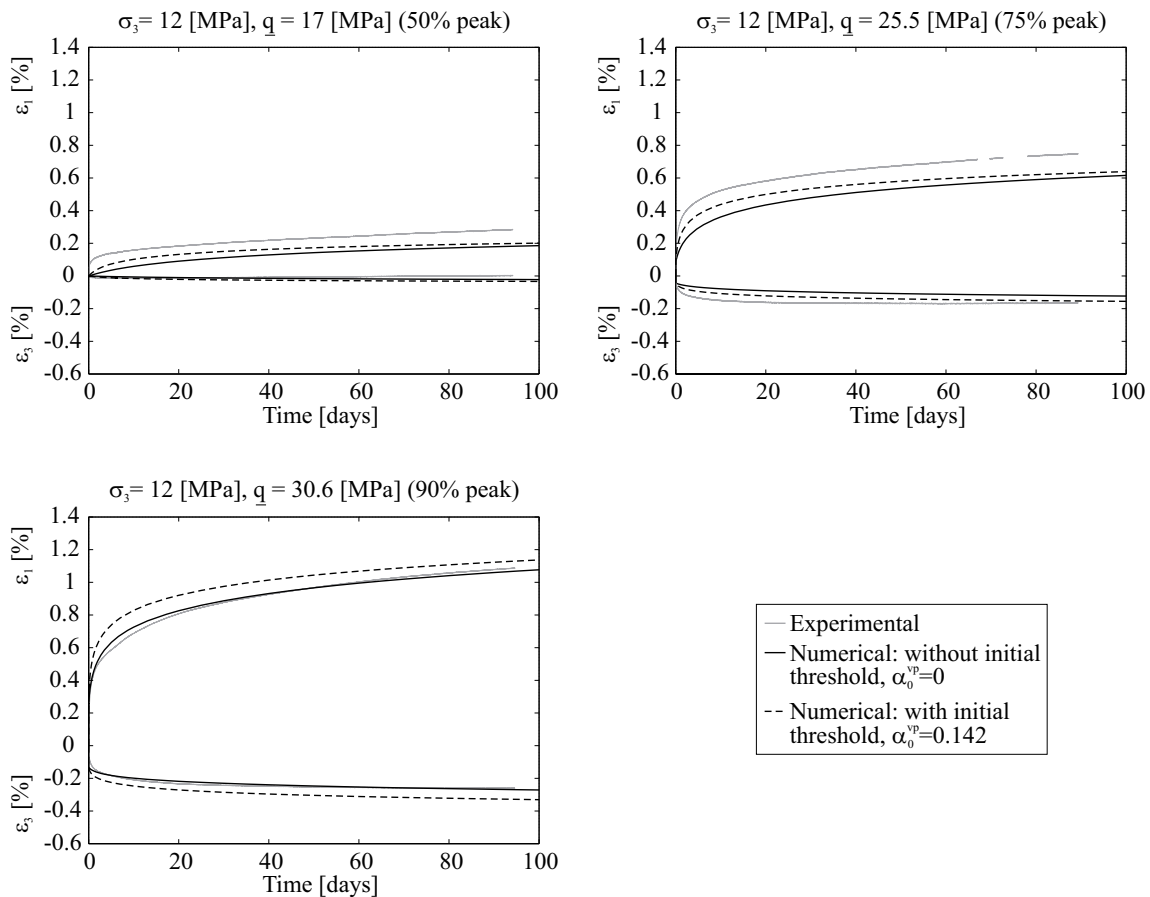 σ₃= 12 [MPa], q = 17 [MPa] (50% peak)
1.4
1.2
1
0.8
0.6
0.4
0.2
0
-0.2
-0.4
-0.6
ε₁ [%]
ε₃ [%]
0 20 40 60 80 100
Time [days]
σ₃= 12 [MPa], q = 25.5 [MPa] (75% peak)
1.4
1.2
1
0.8
0.6
0.4
0.2
0
-0.2
-0.4
-0.6
ε₁ [%]
ε₃ [%]
0 20 40 60 80 100
Time [days]
σ₃= 12 [MPa], q = 30.6 [MPa] (90% peak)
1.4
1.2
1
0.8
0.6
0.4
0.2
0
-0.2
-0.4
-0.6
ε₁ [%]
ε₃ [%]
0 20 40 60 80 100
Time [days]
Experimental
Numerical: without initial
threshold, α₀ᵛᵖ=0
Numerical: with initial
threshold, α₀ᵛᵖ=0.142